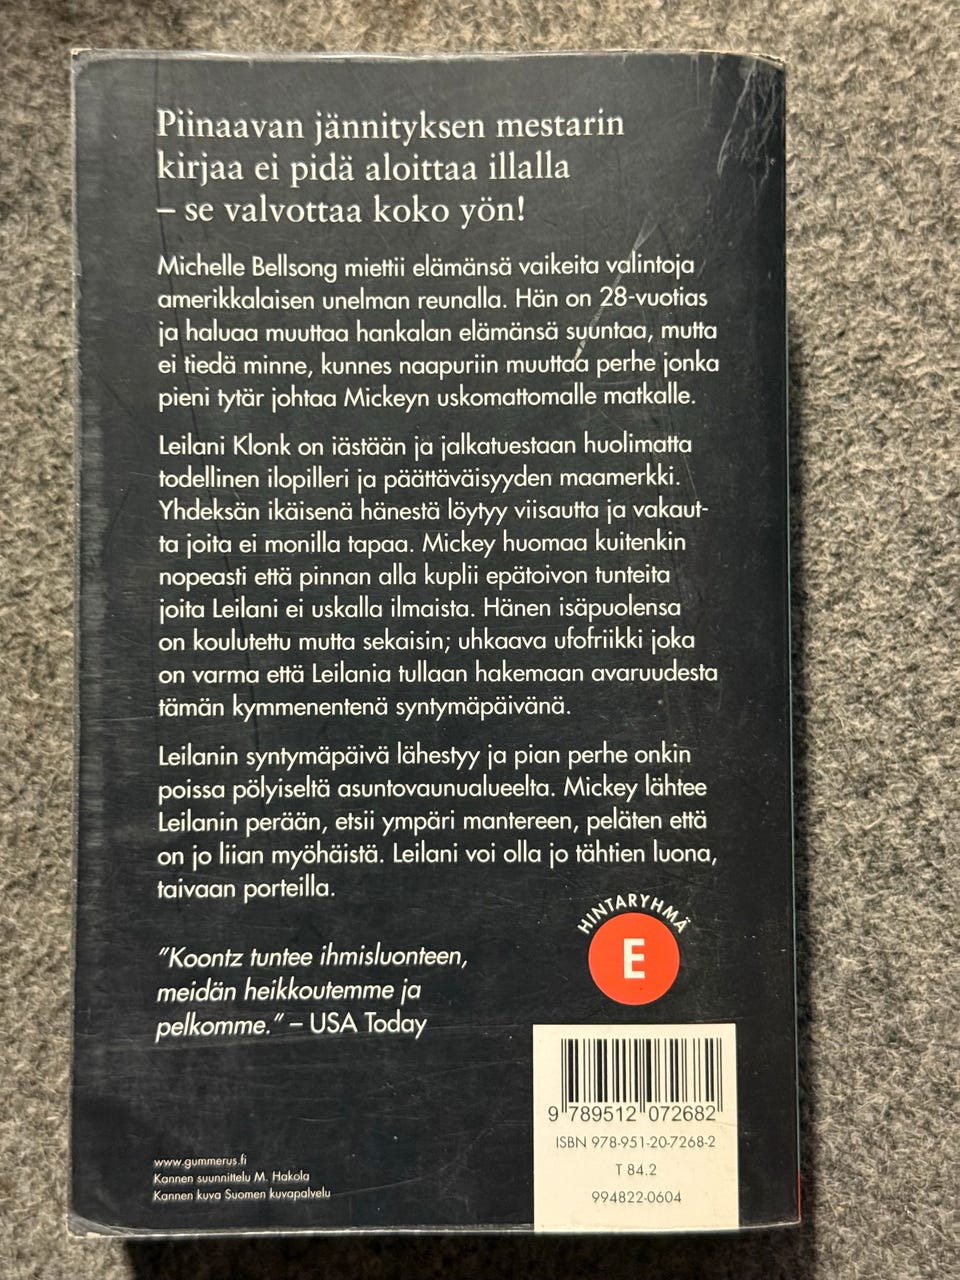 Piinaavan jännityksen mestarin
kirjaa ei pidä aloittaa illalla
– se valvottaa koko yön!
Michelle Bellsong miettii elämänsä vaikeita valintoja
amerikkalaisen unelman reunalla. Hän on 28-vuotias
ja haluaa muuttaa hankalan elämänsä suuntaa, mutta
ei tiedä minne, kunnes naapuriin muuttaa perhe jonka
pieni tytär johtaa Mickeyn uskomattomalle matkalle.
Leilani Klonk on iästään ja jalkatuestaan huolimatta
todellinen ilopilleri ja päättäväisyyden maamerkki.
Yhdeksän ikäisenä hänestä löytyy viisautta ja vakaut-
ta joita ei monilla tapaa. Mickey huomaa kuitenkin
nopeasti että pinnan alla kuplii epätoivon tunteita
joita Leilani ei uskalla ilmaista. Hänen isäpuolensa
on koulutettu mutta sekaisin; uhkaava ufofriikki joka
on varma että Leilania tullaan hakemaan avaruudesta
tämän kymmenentenä syntymäpäivänä.
Leilanin syntymäpäivä lähestyy ja pian perhe onkin
poissa pölyiseltä asuntovaunualueelta. Mickey lähtee
Leilanin perään, etsii ympäri mantereen, peläten että
on jo liian myöhäistä. Leilani voi olla jo tähtien luona,
taivaan porteilla.
HINTARYHMÄ
E
”Koontz tuntee ihmisluonteen,
meidän heikkoutemme ja
pelkomme.” – USA Today
9 789512 072682
ISBN 978-951-20-7268-2
T 84.2
994822-0604
www.gummerus.fi
Kannen suunnittelu M. Hakola
Kannen kuva Suomen kuvapalvelu